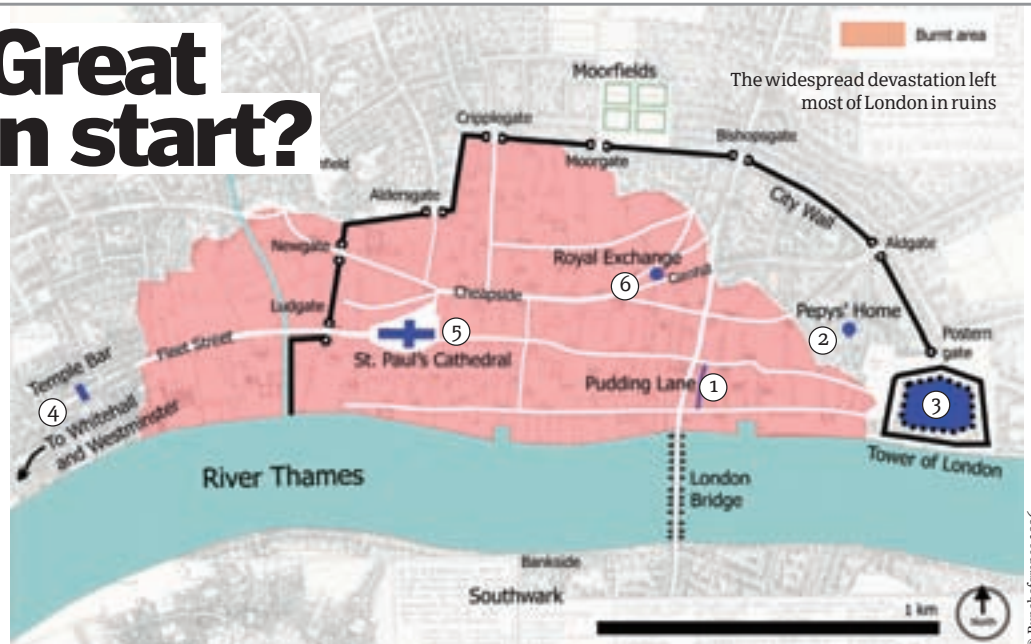 Great
n start?
Burnt area
The widespread devastation left
most of London in ruins
Moorfields
Cripplegate
Moorgate
Bishopsgate
nfield
Aldersgate
City Wall
Newgate
Aldgate
Royal Exchange
6
Cornhill
Cheapside
Ludgate
Pepys' Home
2
Postern
gate
5
St. Paul's Cathedral
Fleet Street
Pudding Lane
1
Temple Bar
4
To Whitehall
and Westminster
3
Tower of London
River Thames
London
Bridge
Bankside
Southwark
1 km
North